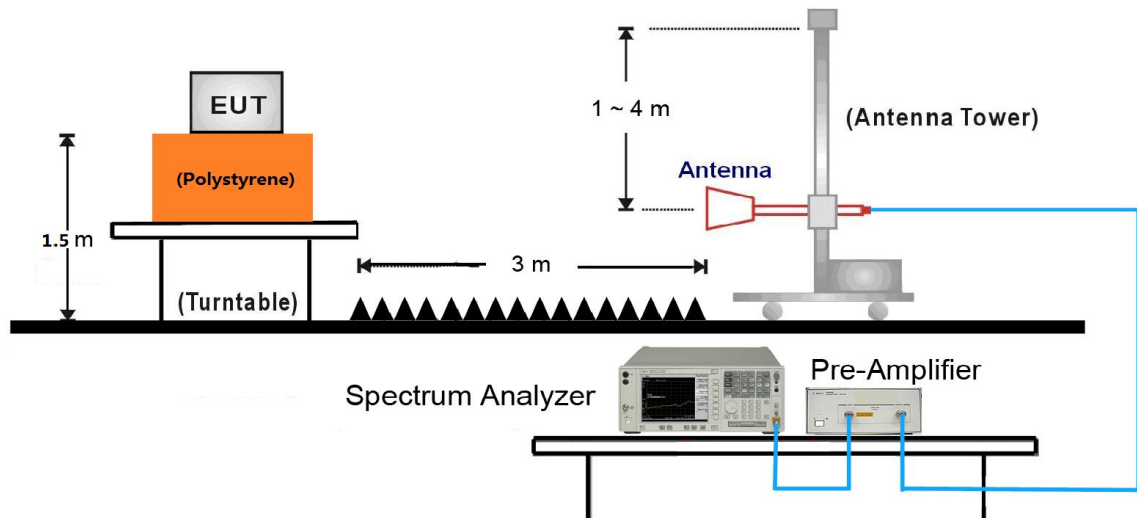 EUT
(Polystyrene)
1.5 m
(Turntable)
3 m
1 ~ 4 m
(Antenna Tower)
Antenna
Spectrum Analyzer
Pre-Amplifier